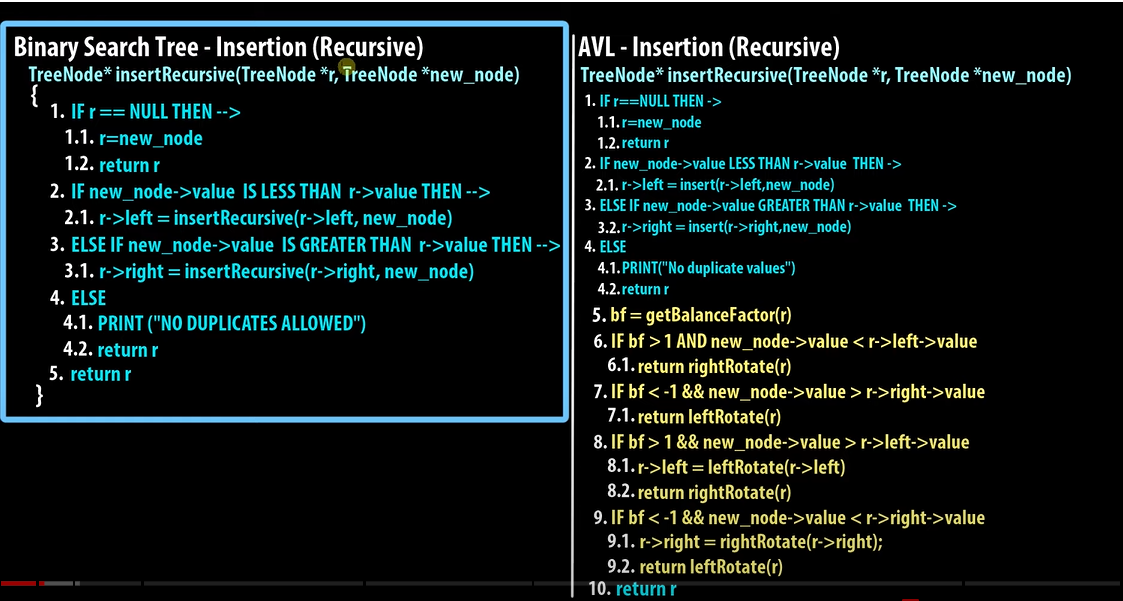 Binary Search Tree - Insertion (Recursive)
TreeNode* insertRecursive(TreeNode *r, TreeNode *new_node)
{
1. IF r == NULL THEN -->
1.1. r=new_node
1.2. return r
2. IF new_node->value IS LESS THAN r->value THEN -->
2.1. r->left = insertRecursive(r->left, new_node)
3. ELSE IF new_node->value IS GREATER THAN r->value THEN -->
3.1. r->right = insertRecursive(r->right, new_node)
4. ELSE
4.1. PRINT ("NO DUPLICATES ALLOWED")
4.2. return r
5. return r
}
AVL - Insertion (Recursive)
TreeNode* insertRecursive(TreeNode *r, TreeNode *new_node)
1. IF r==NULL THEN ->
1.1. r=new_node
1.2. return r
2. IF new_node->value LESS THAN r->value THEN ->
2.1. r->left = insert(r->left,new_node)
3. ELSE IF new_node->value GREATER THAN r->value THEN ->
3.2. r->right = insert(r->right,new_node)
4. ELSE
4.1. PRINT("No duplicate values")
4.2. return r
5. bf = getBalanceFactor(r)
6. IF bf > 1 AND new_node->value < r->left->value
6.1. return rightRotate(r)
7. IF bf < -1 && new_node->value > r->right->value
7.1. return leftRotate(r)
8. IF bf > 1 && new_node->value > r->left->value
8.1. r->left = leftRotate(r->left)
8.2. return rightRotate(r)
9. IF bf < -1 && new_node->value < r->right->value
9.1. r->right = rightRotate(r->right);
9.2. return leftRotate(r)
10. return r